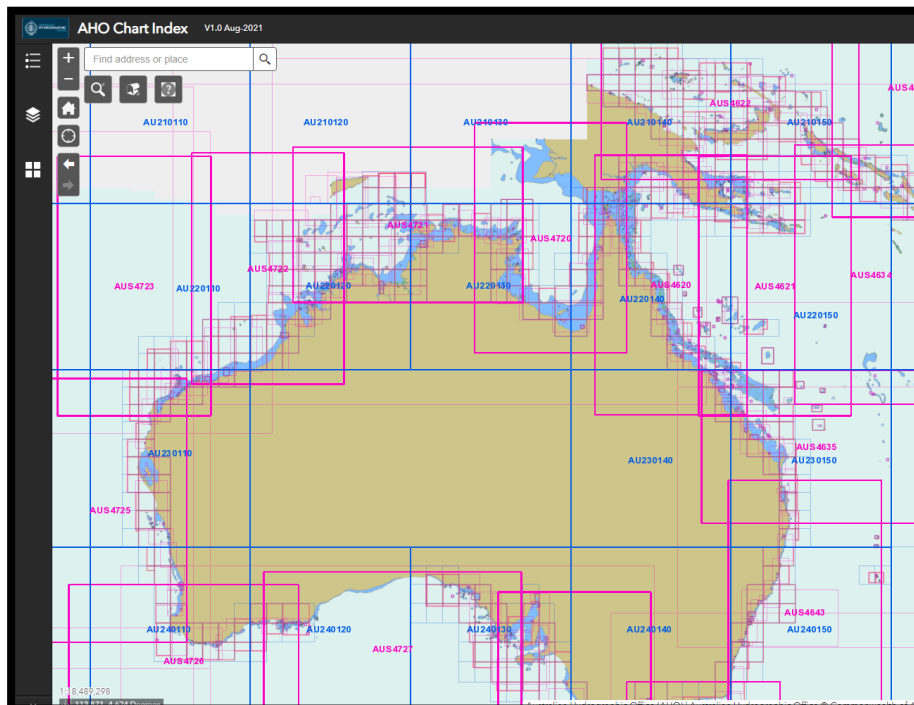 AHO Chart Index V1.0 Aug-2021
Find address or place
AUS4
AUS4622
AU210110
AU210120
AU210130
AU210140
AU210150
AUS4721
AUS4720
AUS4722
AUS4634
AUS4723
AU220110
AU220120
AU220130
AUS4620
AUS4621
AU220140
AU220150
AUS4635
AU230110
AU230140
AU230150
AUS4725
AUS4643
AU240110
AU240120
AU240130
AU240140
AU240150
AUS4727
AUS4726
1:18,489,298